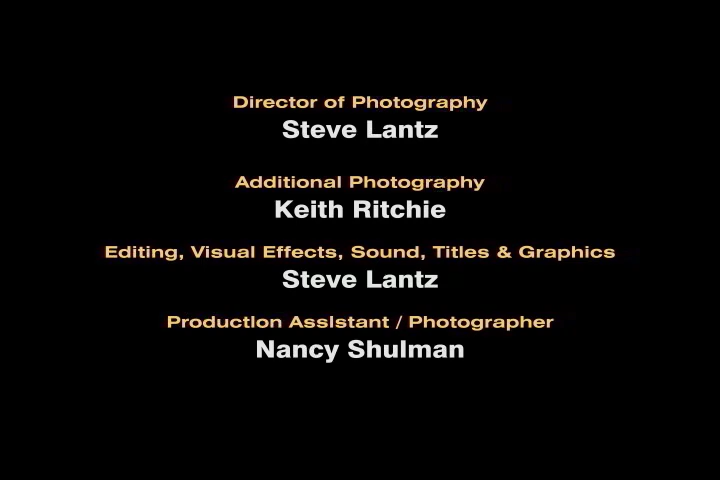 Director of Photography
Steve Lantz
Additional Photography
Keith Ritchie
Editing, Visual Effects, Sound, Titles & Graphics
Steve Lantz
Production Assistant / Photographer
Nancy Shulman